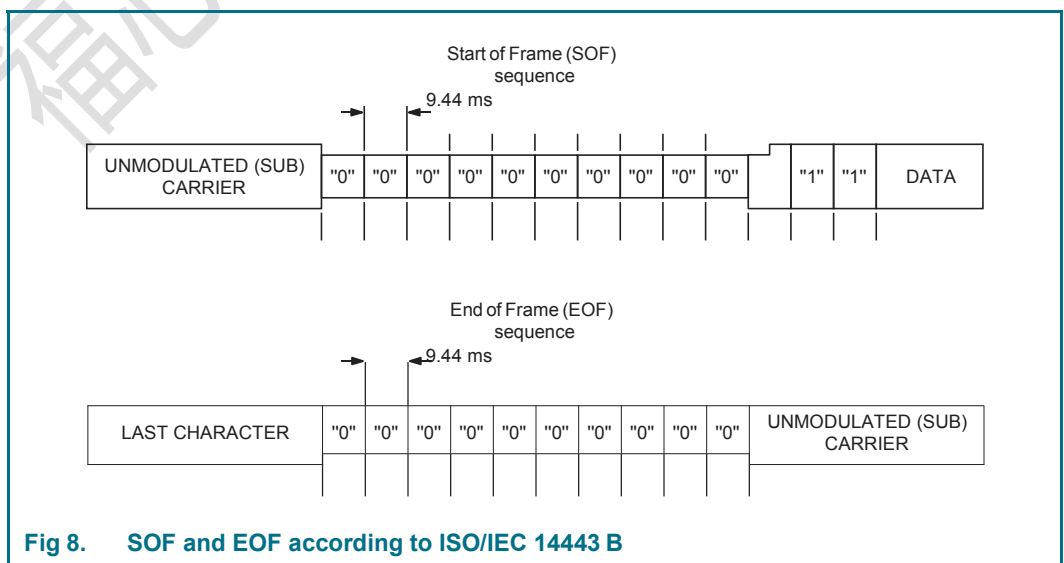 福心
Start of Frame (SOF)
sequence
9.44 ms
UNMODULATED (SUB)
CARRIER
"0" "0" "0" "0" "0" "0" "0" "0" "0" "0" "1" "1" DATA
End of Frame (EOF)
sequence
9.44 ms
LAST CHARACTER "0" "0" "0" "0" "0" "0" "0" "0" "0" "0" UNMODULATED (SUB)
CARRIER
Fig 8. SOF and EOF according to ISO/IEC 14443 B